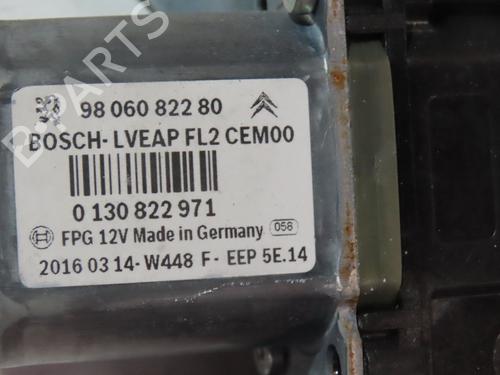 98 060 822 80
BOSCH-LVEAP FL2 CEM00
0 130 822 971
FPG 12V Made in Germany 058
2016 03 14-W448 F- EEP 5E.14
B-PARTS